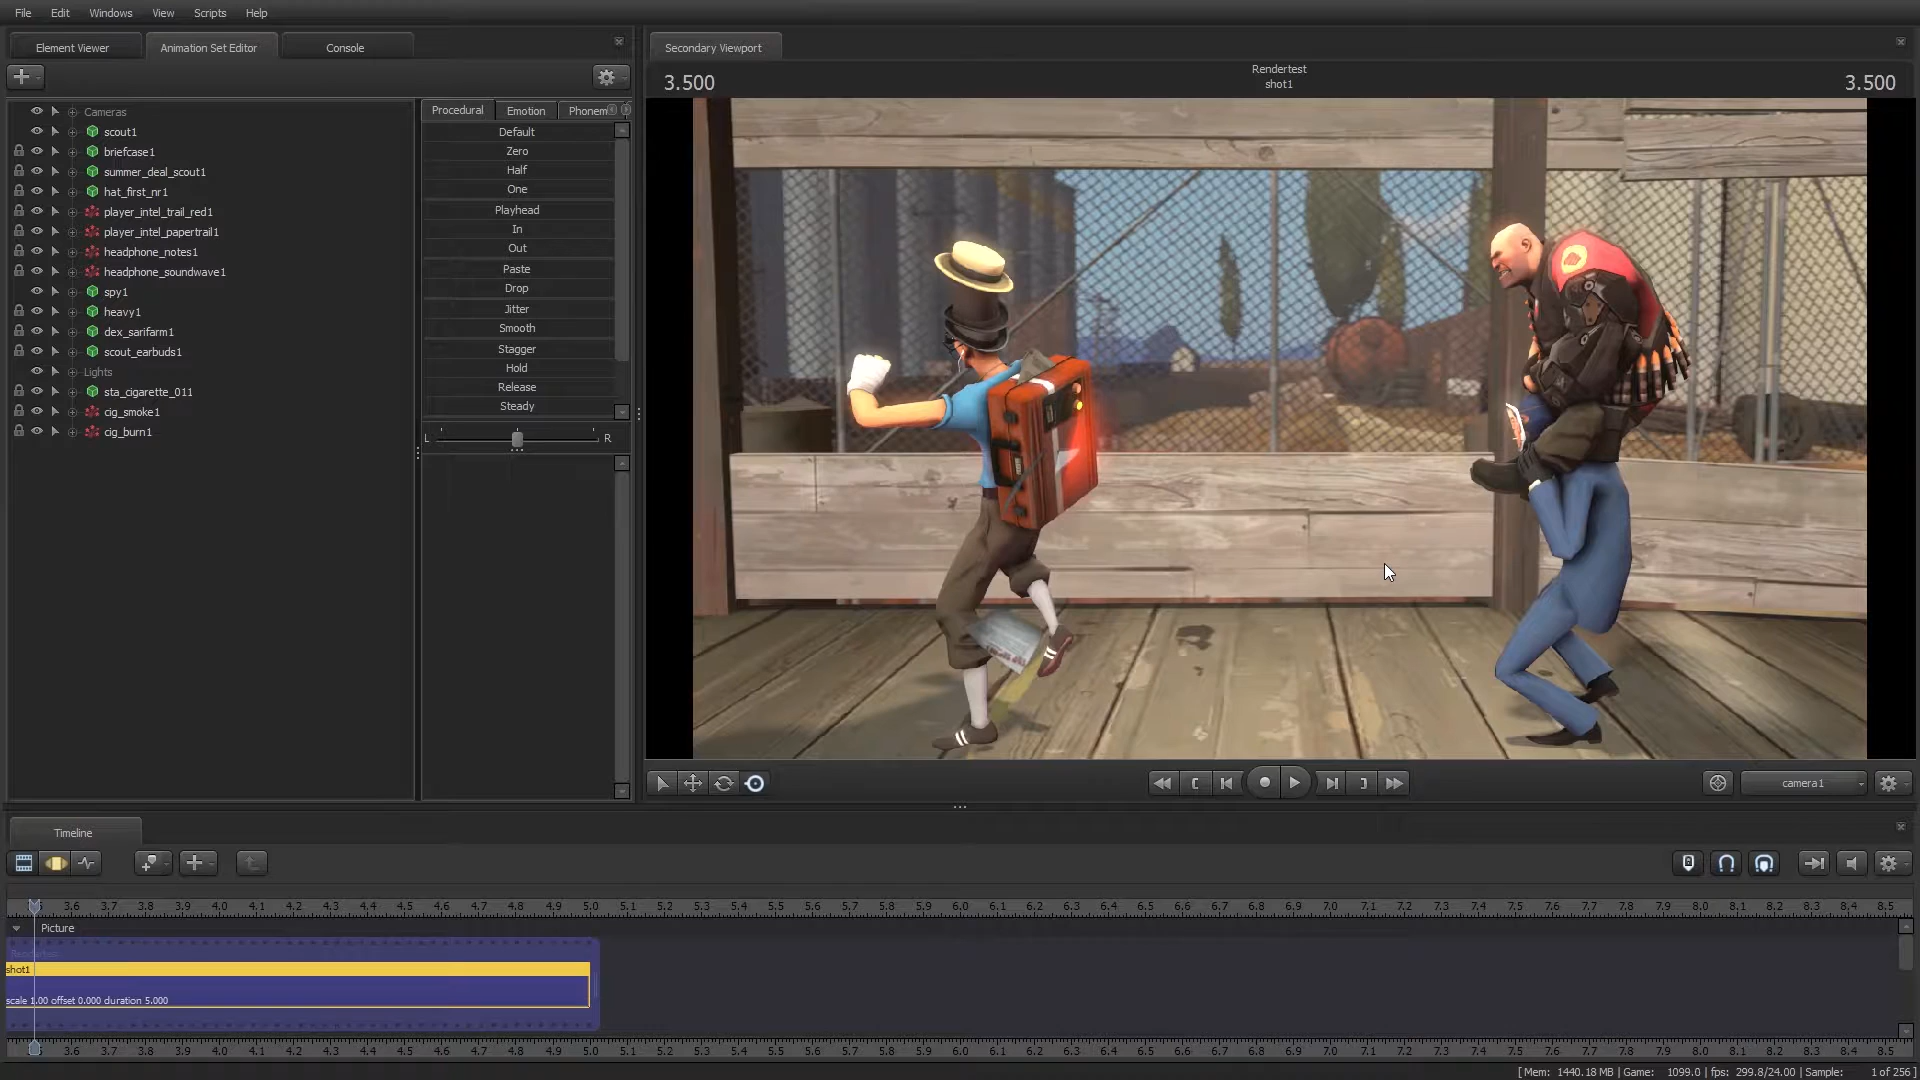 File Edit Windows View Scripts Help
Element Viewer Animation Set Editor Console
Secondary Viewport
3.500 Rendertest 3.500
shot1
Cameras
scout1
briefcase1
summer_deal_scout1
hat_first_nr1
player_intel_trail_red1
player_intel_papertrail1
headphone_notes1
headphone_soundwave1
spy1
heavy1
dex_sarifarm1
scout_earbuds1
Lights
sta_cigarette_011
cig_smoke1
cig_burn1
Procedural Emotion Phonem
Default
Zero
Half
One
Playhead
In
Out
Paste
Drop
Jitter
Smooth
Stagger
Hold
Release
Steady
L R
camera1
Timeline
3.6 3.7 3.8 3.9 4.0 4.1 4.2 4.3 4.4 4.5 4.6 4.7 4.8 4.9 5.0 5.1 5.2 5.3 5.4 5.5 5.6 5.7 5.8 5.9 6.0 6.1 6.2 6.3 6.4 6.5 6.6 6.7 6.8 6.9 7.0 7.1 7.2 7.3 7.4 7.5 7.6 7.7 7.8 7.9 8.0 8.1 8.2 8.3 8.4 8.5
Picture
Rendertest
shot1
scale 1.00 offset 0.000 duration 5.000
3.6 3.7 3.8 3.9 4.0 4.1 4.2 4.3 4.4 4.5 4.6 4.7 4.8 4.9 5.0 5.1 5.2 5.3 5.4 5.5 5.6 5.7 5.8 5.9 6.0 6.1 6.2 6.3 6.4 6.5 6.6 6.7 6.8 6.9 7.0 7.1 7.2 7.3 7.4 7.5 7.6 7.7 7.8 7.9 8.0 8.1 8.2 8.3 8.4 8.5
[ Mem: 1440.18 MB | Game: 1099.0 | fps: 299.8/24.00 | Sample: 1 of 256 ]